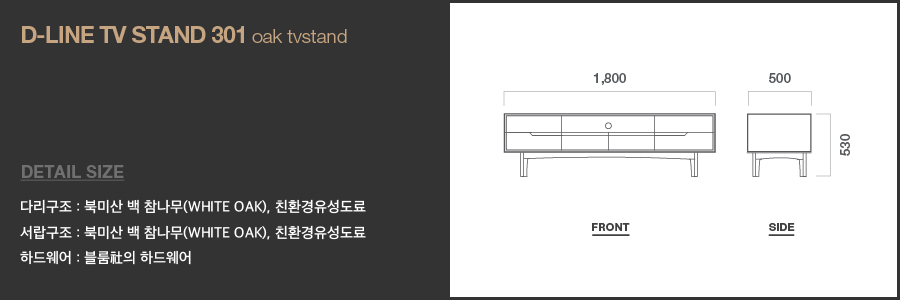 D-LINE TV STAND 301 oak tvstand
DETAIL SIZE
다리구조 : 북미산 백 참나무(WHITE OAK), 친환경유성도료
서랍구조 : 북미산 백 참나무(WHITE OAK), 친환경유성도료
하드웨어 : 블룸社의 하드웨어
1,800
500
530
FRONT
SIDE